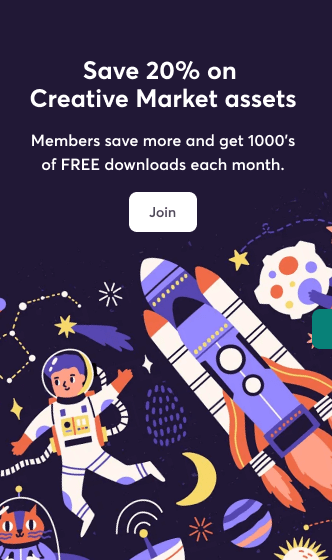 Save 20% on
Creative Market assets
Members save more and get 1000's
of FREE downloads each month.
Join